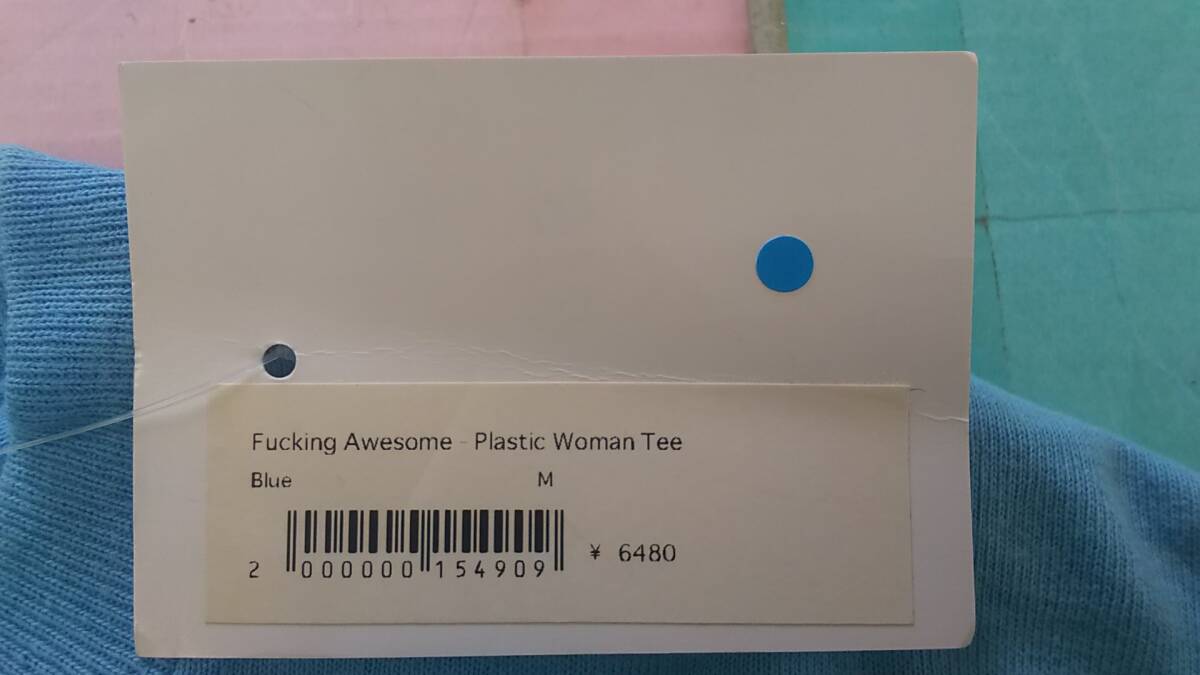 Fucking Awesome - Plastic Woman Tee
Blue M
¥ 6480
2 000000 154909